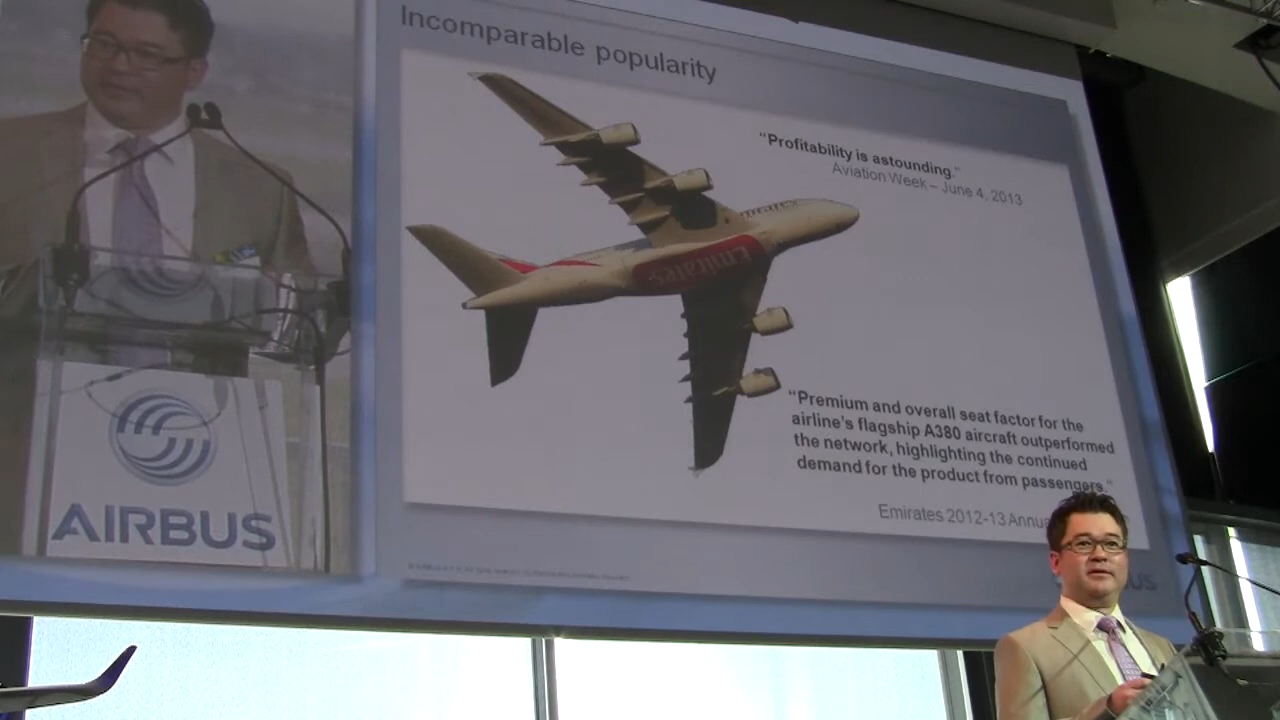 Incomparable popularity
"Profitability is astounding."
Aviation Week – June 4, 2013
Emirates
Emirates
"Premium and overall seat factor for the
airline's flagship A380 aircraft outperformed
the network, highlighting the continued
demand for the product from passengers."
Emirates 2012-13
AIRBUS